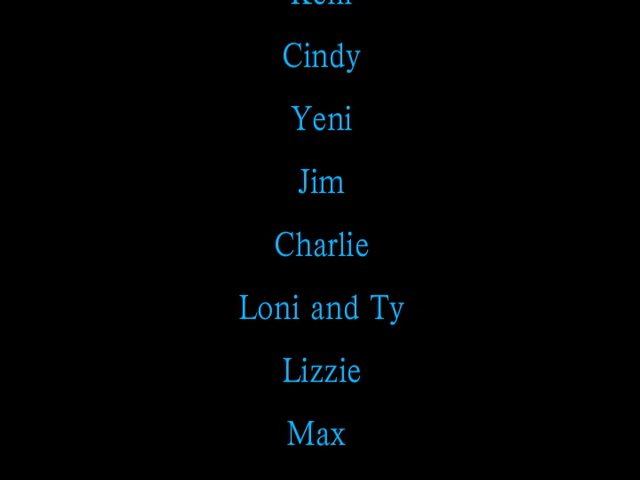 Cindy
Yeni
Jim
Charlie
Loni and Ty
Lizzie
Max